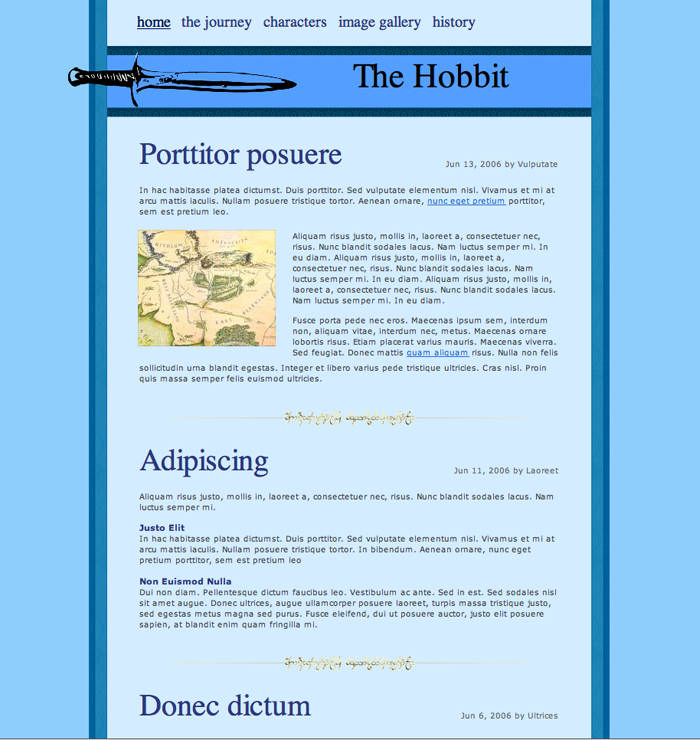 home the journey characters image gallery history
The Hobbit
Porttitor posuere
Jun 13, 2006 by Vulputate
In hac habitasse platea dictumst. Duis porttitor. Sed vulputate elementum nisl. Vivamus et mi at
arcu mattis iaculis. Nullam posuere tristique tortor. Aenean ornare, nunc eget pretium porttitor,
sem est pretium leo.
Aliquam risus justo, mollis in, laoreet a, consectetuer nec,
risus. Nunc blandit sodales lacus. Nam luctus semper mi. In
eu diam. Aliquam risus justo, mollis in, laoreet a,
consectetuer nec, risus. Nunc blandit sodales lacus. Nam
luctus semper mi. In eu diam. Aliquam risus justo, mollis in,
laoreet a, consectetuer nec, risus. Nunc blandit sodales lacus.
Nam luctus semper mi. In eu diam.
Fusce porta pede nec eros. Maecenas ipsum sem, interdum
non, aliquam vitae, interdum nec, metus. Maecenas ornare
lobortis risus. Etiam placerat varius mauris. Maecenas viverra.
Sed feugiat. Donec mattis quam aliquam risus. Nulla non felis
sollicitudin urna blandit egestas. Integer et libero varius pede tristique ultricies. Cras nisl. Proin
quis massa semper felis euismod ultricies.
Adipiscing
Jun 11, 2006 by Laoreet
Aliquam risus justo, mollis in, laoreet a, consectetuer nec, risus. Nunc blandit sodales lacus. Nam
luctus semper mi.
Justo Elit
In hac habitasse platea dictumst. Duis porttitor. Sed vulputate elementum nisl. Vivamus et mi at
arcu mattis iaculis. Nullam posuere tristique tortor. In bibendum. Aenean ornare, nunc eget
pretium porttitor, sem est pretium leo
Non Euismod Nulla
Dui non diam. Pellentesque dictum faucibus leo. Vestibulum ac ante. Sed in est. Sed sodales nisl
sit amet augue. Donec ultrices, augue ullamcorper posuere laoreet, turpis massa tristique justo,
sed egestas metus magna sed purus. Fusce eleifend, dui ut posuere auctor, justo elit posuere
sapien, at blandit enim quam fringilla mi.
Donec dictum
Jun 6, 2006 by Ultrices